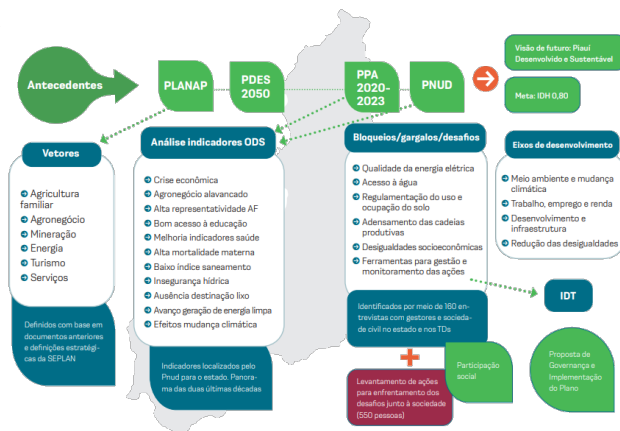 Antecedentes
PLANAP
PDES
2050
PPA
2020-
2023
PNUD
Visão de futuro: Piauí
Desenvolvido e Sustentável
Meta: IDH 0,80
Vetores
Agricultura
familiar
Agronegócio
Mineração
Energia
Turismo
Serviços
Definidos com base em
documentos anteriores
e definições estratégi-
cas da SEPLAN
Análise indicadores ODS
Crise econômica
Agronegócio alavancado
Alta representatividade AF
Bom acesso à educação
Melhoria indicadores saúde
Alta mortalidade materna
Baixo índice saneamento
Insegurança hídrica
Ausência destinação lixo
Avanço geração de energia limpa
Efeitos mudança climática
Indicadores localizados pelo
Pnud para o estado. Panora-
ma das duas últimas décadas
Bloqueios/gargalos/desafios
Qualidade da energia elétrica
Acesso à água
Regulamentação do uso e
ocupação do solo
Adensamento das cadeias
produtivas
Desigualdades socioeconômicas
Ferramentas para gestão e
monitoramento das ações
Identificados por meio de 160 en-
trevistas com gestores e socieda-
de civil no estado e nos TDs
Levantamento de ações
para enfrentamento dos
desafios junto à sociedade
(550 pessoas)
Participação
social
Eixos de desenvolvimento
Meio ambiente e mudança
climática
Trabalho, emprego e renda
Desenvolvimento e
infraestrutura
Redução das desigualdades
IDT
Proposta de
Governança e
Implementação
do Plano